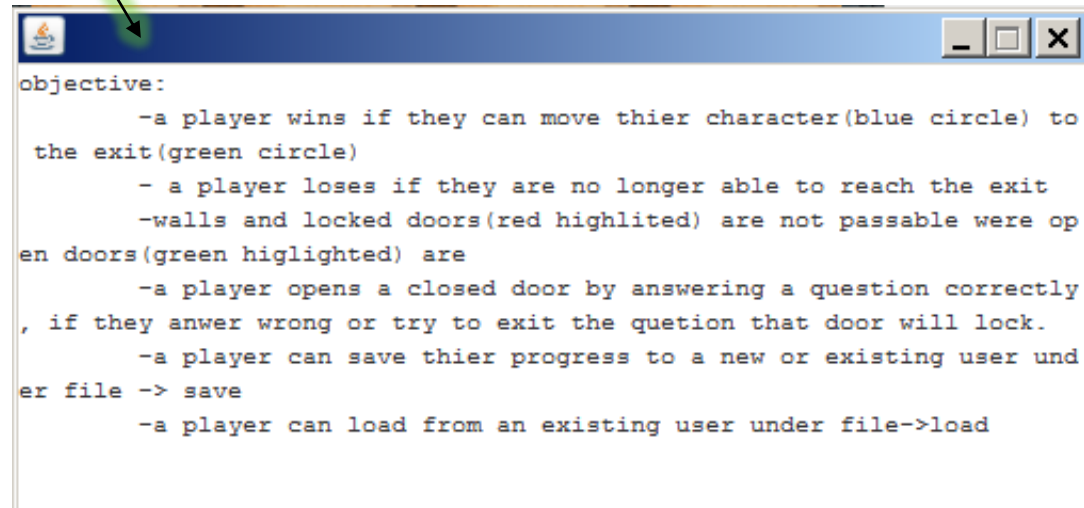 objective:
-a player wins if they can move thier character(blue circle) to
the exit(green circle)
- a player loses if they are no longer able to reach the exit
-walls and locked doors(red highlited) are not passable were op
en doors(green higlighted) are
-a player opens a closed door by answering a question correctly
, if they anwer wrong or try to exit the quetion that door will lock.
-a player can save thier progress to a new or existing user und
er file -> save
-a player can load from an existing user under file->load